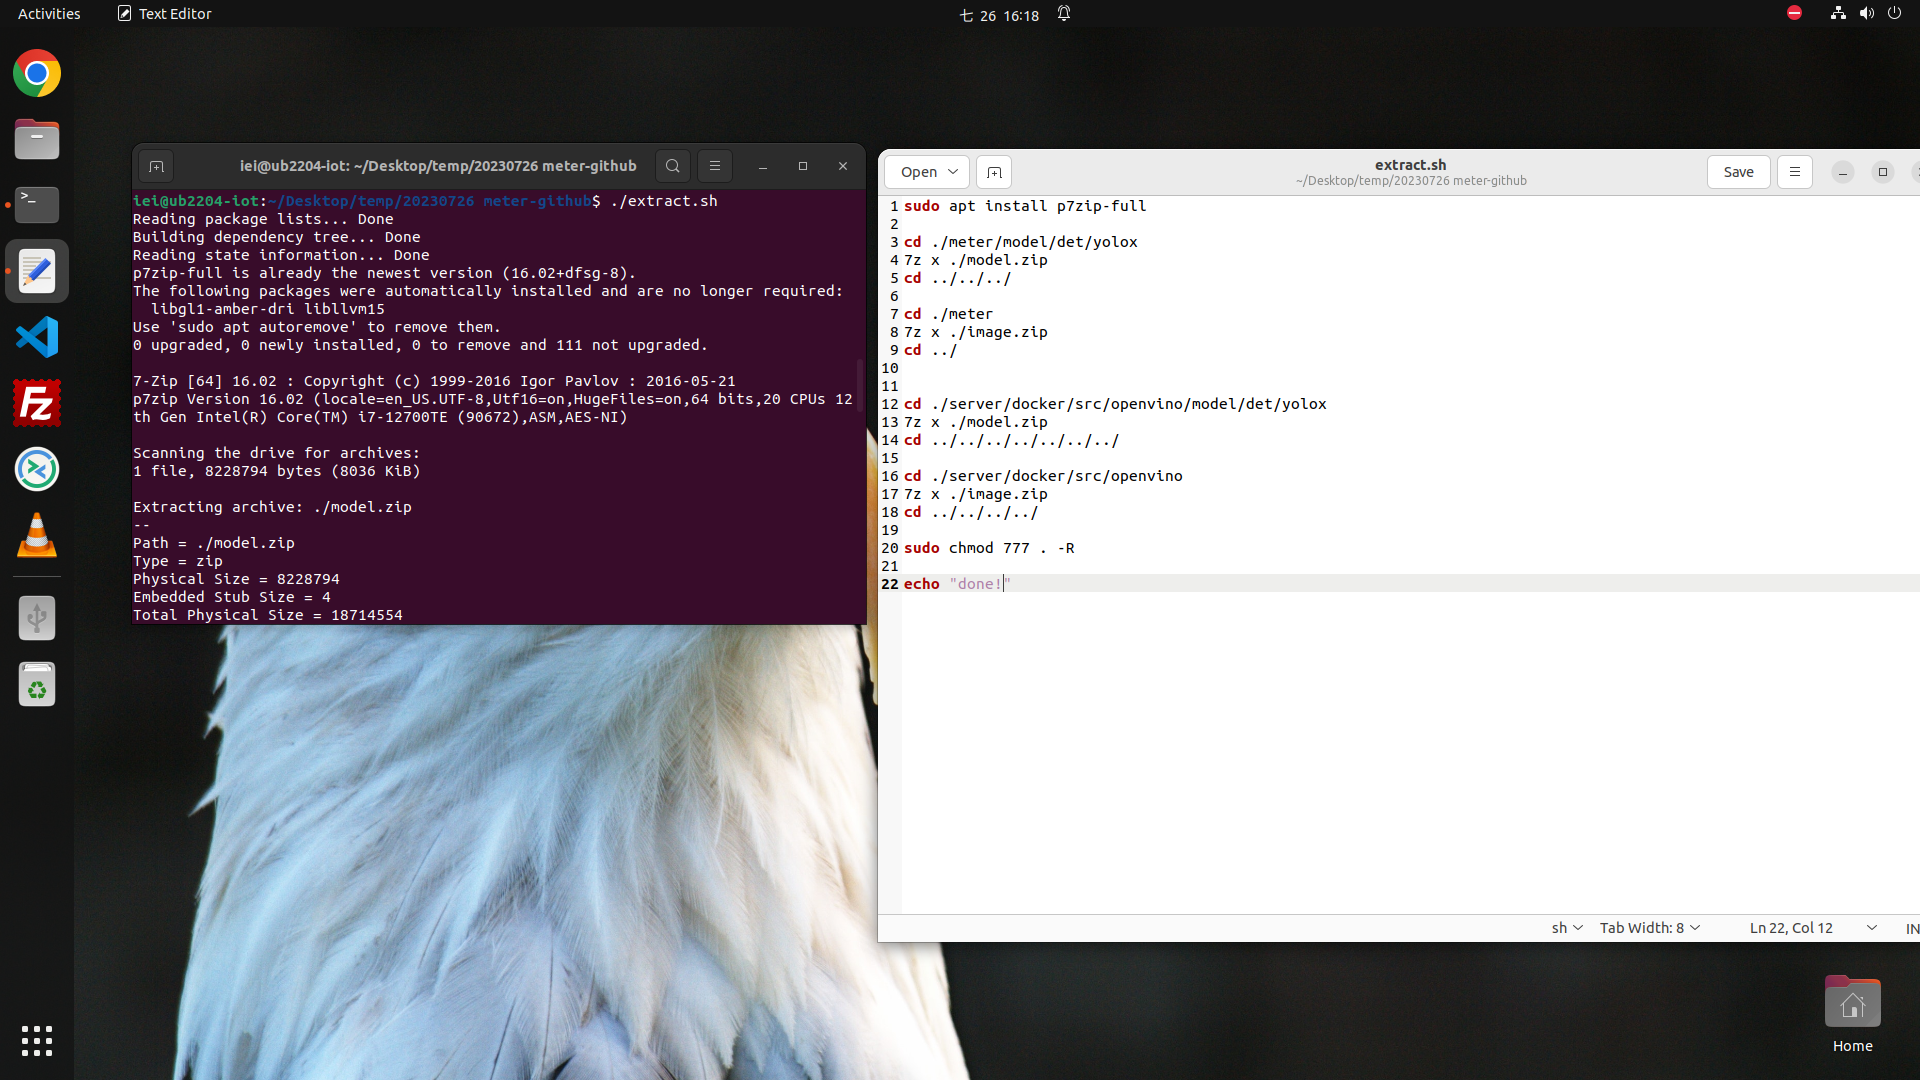 Activities
Text Editor
七 26 16:18
iei@ub2204-iot: ~/Desktop/temp/20230726 meter-github
iei@ub2204-iot:~/Desktop/temp/20230726 meter-github$ ./extract.sh
Reading package lists... Done
Building dependency tree... Done
Reading state information... Done
p7zip-full is already the newest version (16.02+dfsg-8).
The following packages were automatically installed and are no longer required:
  libgl1-amber-dri libllvm15
Use 'sudo apt autoremove' to remove them.
0 upgraded, 0 newly installed, 0 to remove and 111 not upgraded.
7-Zip [64] 16.02 : Copyright (c) 1999-2016 Igor Pavlov : 2016-05-21
p7zip Version 16.02 (locale=en_US.UTF-8,Utf16=on,HugeFiles=on,64 bits,20 CPUs 12
th Gen Intel(R) Core(TM) i7-12700TE (90672),ASM,AES-NI)
Scanning the drive for archives:
1 file, 8228794 bytes (8036 KiB)
Extracting archive: ./model.zip
--
Path = ./model.zip
Type = zip
Physical Size = 8228794
Embedded Stub Size = 4
Total Physical Size = 18714554
Open
extract.sh
~/Desktop/temp/20230726 meter-github
Save
1 sudo apt install p7zip-full
2
3 cd ./meter/model/det/yolox
4 7z x ./model.zip
5 cd ../../../
6
7 cd ./meter
8 7z x ./image.zip
9 cd ../
10
11
12 cd ./server/docker/src/openvino/model/det/yolox
13 7z x ./model.zip
14 cd ../../../../../../../
15
16 cd ./server/docker/src/openvino
17 7z x ./image.zip
18 cd ../../../../
19
20 sudo chmod 777 . -R
21
22 echo "done!"
sh
Tab Width: 8
Ln 22, Col 12
IN
Home